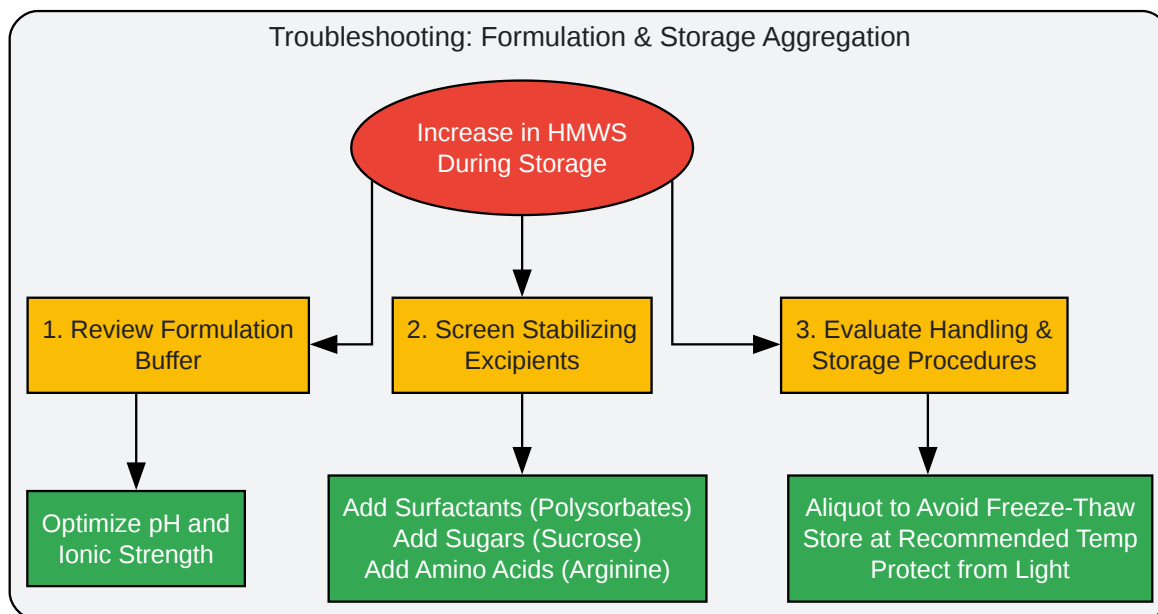 Troubleshooting: Formulation & Storage Aggregation
Increase in HMWS
During Storage
1. Review Formulation
Buffer
2. Screen Stabilizing
Excipients
3. Evaluate Handling &
Storage Procedures
Optimize pH and
Ionic Strength
Add Surfactants (Polysorbates)
Add Sugars (Sucrose)
Add Amino Acids (Arginine)
Aliquot to Avoid Freeze-Thaw
Store at Recommended Temp
Protect from Light